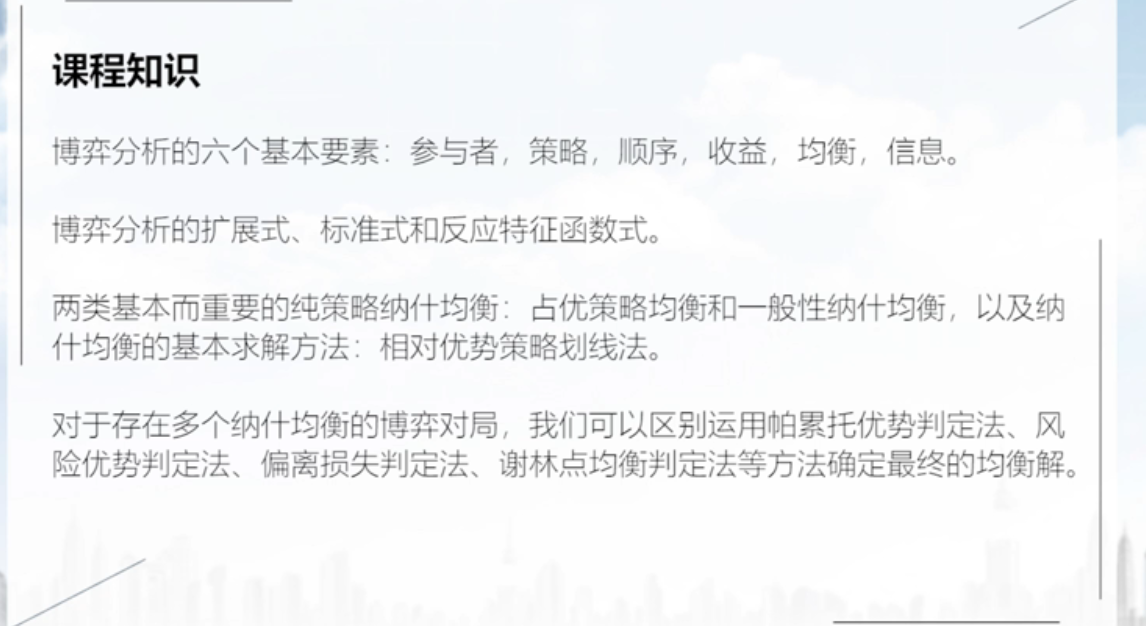 课程知识
博弈分析的六个基本要素：参与者，策略，顺序，收益，均衡，信息。
博弈分析的扩展式、标准式和反应特征函数式。
两类基本而重要的纯策略纳什均衡：占优策略均衡和一般性纳什均衡，以及纳
什均衡的基本求解方法：相对优势策略划线法。
对于存在多个纳什均衡的博弈对局，我们可以区别运用帕累托优势判定法、风
险优势判定法、偏离损失判定法、谢林点均衡判定法等方法确定最终的均衡解。